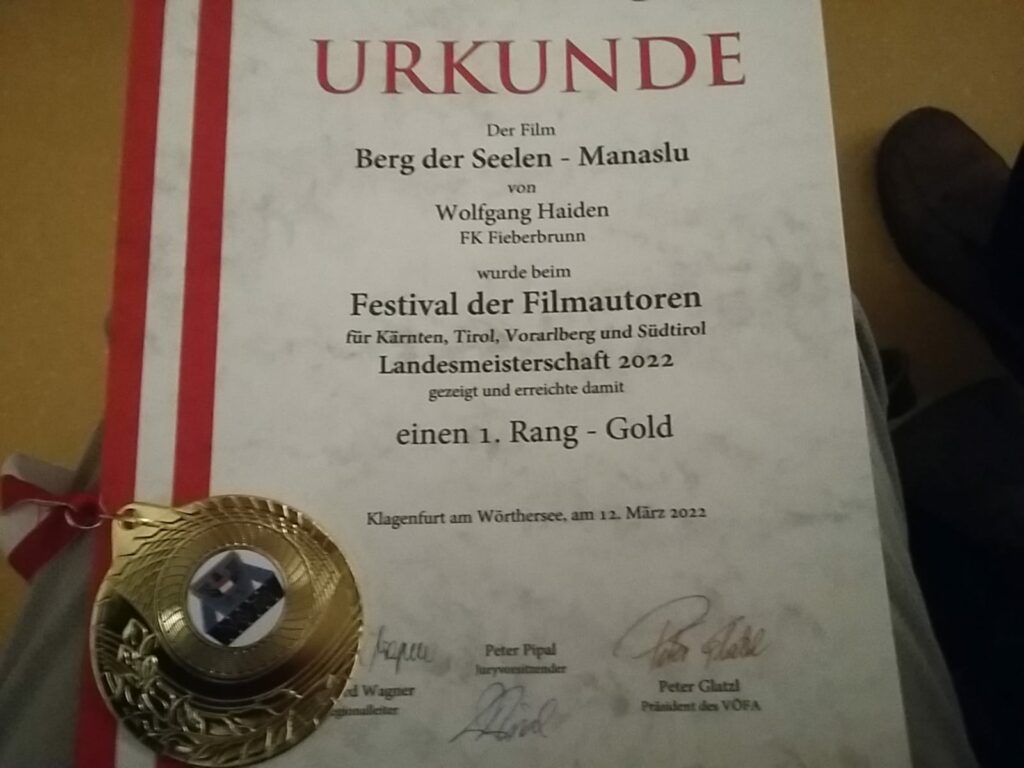 URKUNDE
Der Film
Berg der Seelen - Manaslu
von
Wolfgang Haiden
FK Fieberbrunn
wurde beim
Festival der Filmautoren
für Kärnten, Tirol, Vorarlberg und Südtirol
Landesmeisterschaft 2022
gezeigt und erreichte damit
einen 1. Rang - Gold
Klagenfurt am Wörthersee, am 12. März 2022
Peter Pipal
Juryvorsitzender
Wagner
Peter Glatzl
Präsident des VÖFA